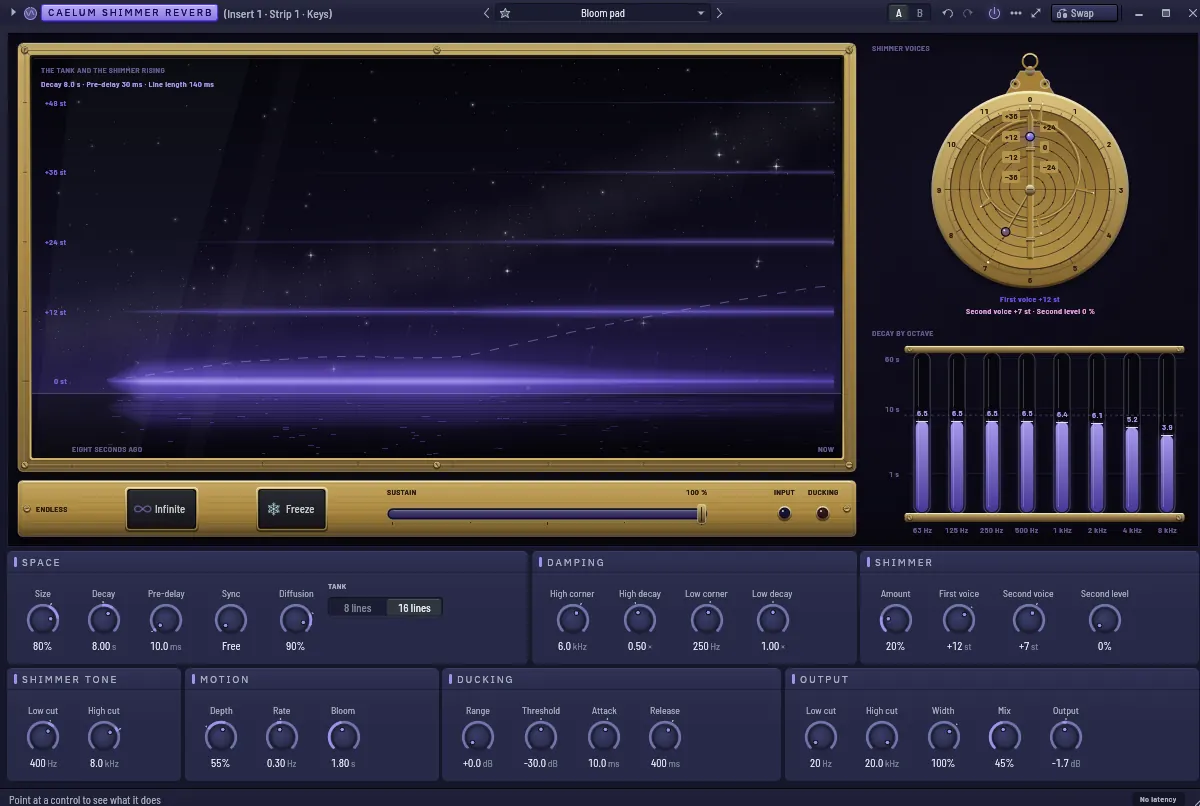 CAELUM SHIMMER REVERB
(Insert 1 · Strip 1 · Keys)
Bloom pad
A
B
Swap
THE TANK AND THE SHIMMER RISING
Decay 8.0 s · Pre-delay 30 ms · Line length 140 ms
+48 st
+36 st
+24 st
+12 st
0 st
EIGHT SECONDS AGO
NOW
SHIMMER VOICES
0
1
2
3
4
5
6
7
8
9
10
11
+36
+24
+12
0
−12
−24
−36
First voice +12 st
Second voice +7 st · Second level 0 %
DECAY BY OCTAVE
60 s
10 s
1 s
6.5
6.5
6.5
6.5
6.4
6.1
5.2
3.9
63 Hz
125 Hz
250 Hz
500 Hz
1 kHz
2 kHz
4 kHz
8 kHz
ENDLESS
Infinite
Freeze
SUSTAIN
100 %
INPUT
DUCKING
SPACE
Size
Decay
Pre-delay
Sync
Diffusion
TANK
8 lines
16 lines
80%
8.00 s
10.0 ms
Free
90%
DAMPING
High corner
High decay
Low corner
Low decay
6.0 kHz
0.50 ×
250 Hz
1.00 ×
SHIMMER
Amount
First voice
Second voice
Second level
20%
+12 st
+7 st
0%
SHIMMER TONE
Low cut
High cut
400 Hz
8.0 kHz
MOTION
Depth
Rate
Bloom
55%
0.30 Hz
1.80 s
DUCKING
Range
Threshold
Attack
Release
+0.0 dB
-30.0 dB
10.0 ms
400 ms
OUTPUT
Low cut
High cut
Width
Mix
Output
20 Hz
20.0 kHz
100%
45%
-1.7 dB
Point at a control to see what it does
No latency